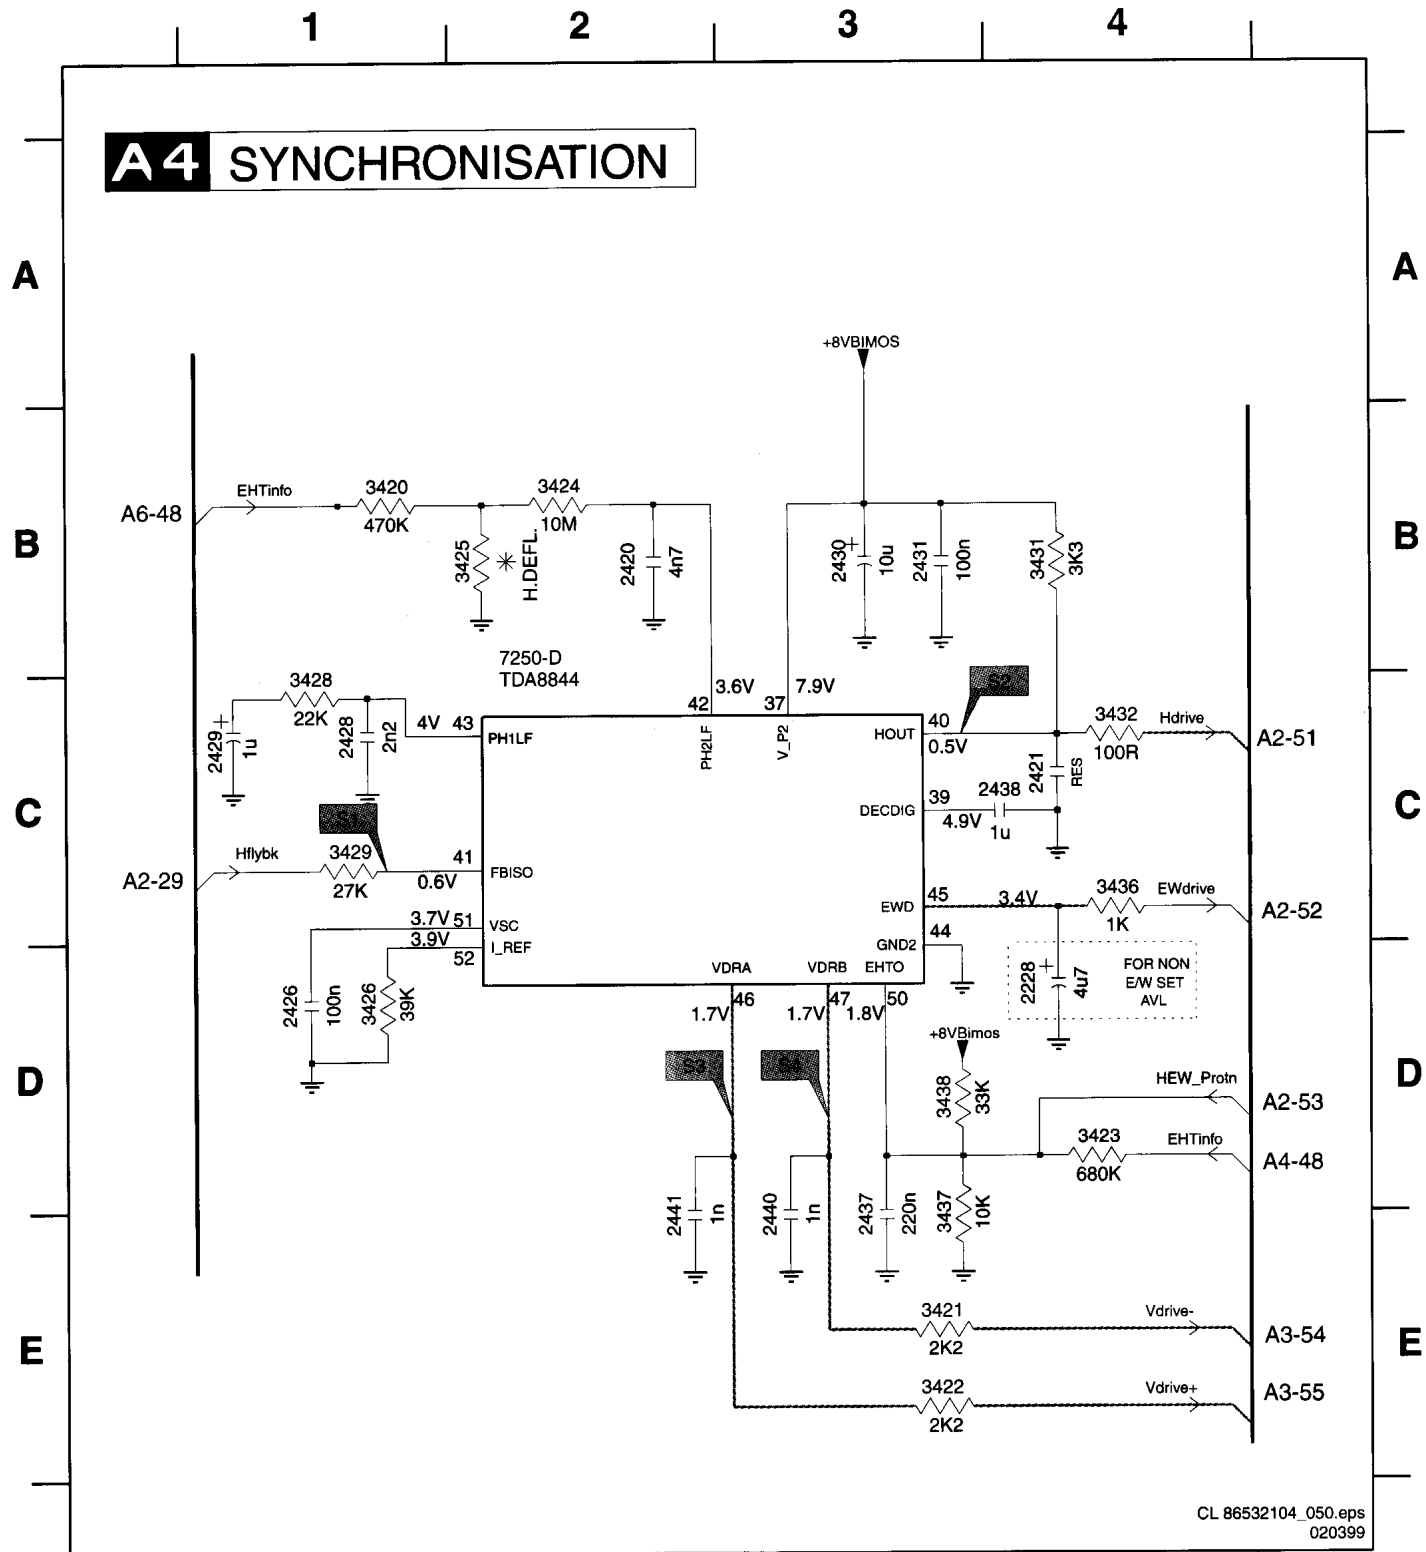 1 2 3 4
A4 SYNCHRONISATION
A A
+8VBIMOS
B B
A6-48
EHTinfo
3420
470K
3424
10M
3425
H.DEFL.
2420
4n7
2430
+
10u
2431
100n
3431
3K3
7250-D
TDA8844
C C
3428
22K
2429
+
1u
2428
2n2
4V 43
PH1LF
3.6V
42
PH2LF
7.9V
37
V_P2
S2
HOUT
40
0.5V
3432
100R
Hdrive
A2-51
2421
RES
DECDIG
39
4.9V
2438
1u
S1
A2-29
Hflybk
3429
27K
41
0.6V
FBISO
3.7V 51
VSC
3.9V
52
I_REF
EWD
45
3.4V
3436
1K
EWdrive
A2-52
GND2
44
2228
+
4u7
FOR NON
E/W SET
AVL
D D
2426
100n
3426
39K
VDRA
46
1.7V
VDRB
47
1.7V
EHTO
50
1.8V
S3
S4
+8VBimos
3438
33K
HEW_Protn
A2-53
3423
680K
EHTinfo
A4-48
2441
1n
2440
1n
2437
220n
3437
10K
E E
3421
2K2
Vdrive-
A3-54
3422
2K2
Vdrive+
A3-55
CL 86532104_050.eps
020399